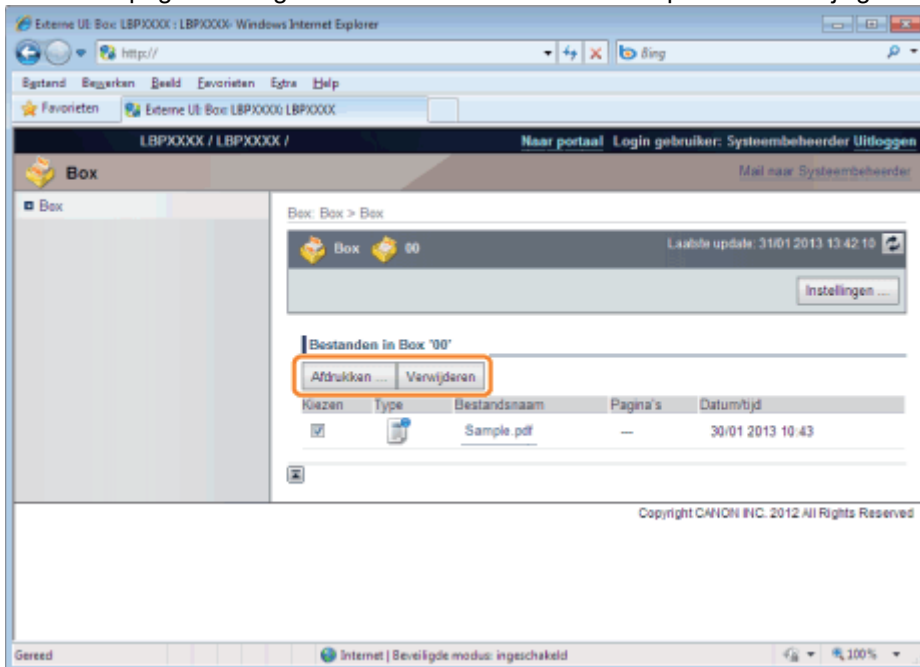 Externe UI: Box: LBPXXXX : LBPXXXX- Windows Internet Explorer
http://
Bing
Bestand Bewerken Beeld Favorieten Extra Help
Favorieten Externe UI: Box: LBPXXXX: LBPXXXX
LBPXXXX / LBPXXXX / Naar portaal Login gebruiker: Systeembeheerder Uitloggen
Box Mail naar Systeembeheerder
Box
Box: Box > Box
Box 00 Laatste update: 31/01 2013 13:42:10
Instellingen ...
Bestanden in Box '00'
Afdrukken ... Verwijderen
Kiezen Type Bestandsnaam Pagina's Datum/tijd
Sample.pdf --- 30/01 2013 10:43
Copyright CANON INC. 2012 All Rights Reserved
Gereed Internet | Beveiligde modus: ingeschakeld 100%